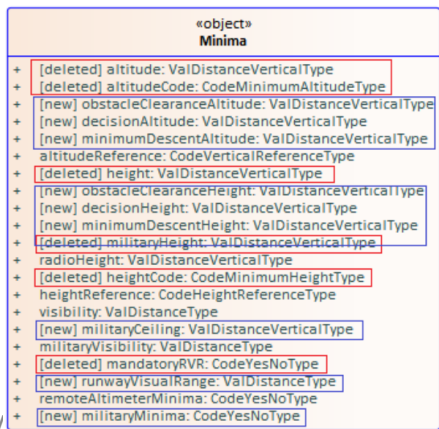 «object»
Minima
+ [deleted] altitude: ValDistanceVerticalType
+ [deleted] altitudeCode: CodeMinimumAltitudeType
+ [new] obstacleClearanceAltitude: ValDistanceVerticalType
+ [new] decisionAltitude: ValDistanceVerticalType
+ [new] minimumDescentAltitude: ValDistanceVerticalType
+ altitudeReference: CodeVerticalReferenceType
+ [deleted] height: ValDistanceVerticalType
+ [new] obstacleClearanceHeight: ValDistanceVerticalType
+ [new] decisionHeight: ValDistanceVerticalType
+ [new] minimumDescentHeight: ValDistanceVerticalType
+ [deleted] militaryHeight: ValDistanceVerticalType
+ radioHeight: ValDistanceVerticalType
+ [deleted] heightCode: CodeMinimumHeightType
+ heightReference: CodeHeightReferenceType
+ visibility: ValDistanceType
+ [new] militaryCeiling: ValDistanceVerticalType
+ militaryVisibility: ValDistanceType
+ [deleted] mandatoryRVR: CodeYesNoType
+ [new] runwayVisualRange: ValDistanceType
+ remoteAltimeterMinima: CodeYesNoType
+ [new] militaryMinima: CodeYesNoType